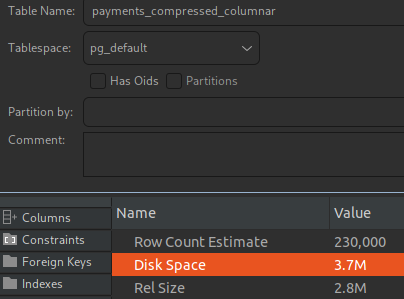 Table Name: payments_compressed_columnar
Tablespace: pg_default
Has Oids Partitions
Partition by:
Comment:
Columns
Constraints
Foreign Keys
Indexes
Name Value
Row Count Estimate 230,000
Disk Space 3.7M
Rel Size 2.8M